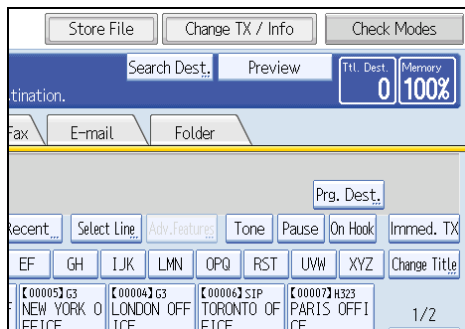 Store File Change TX / Info Check Modes
Search Dest. Preview Ttl. Dest. Memory
stination. 0 100%
Fax E-mail Folder
Prg. Dest.
Recent Select Line Adv.Features Tone Pause On Hook Immed. TX
EF GH IJK LMN OPQ RST UVW XYZ Change Title
【00005】G3 【00004】G3 【00006】SIP 【00007】H323
F NEW YORK O LONDON OFF TORONTO OF PARIS OFFI 1/2
FFICE ICE FICE CE